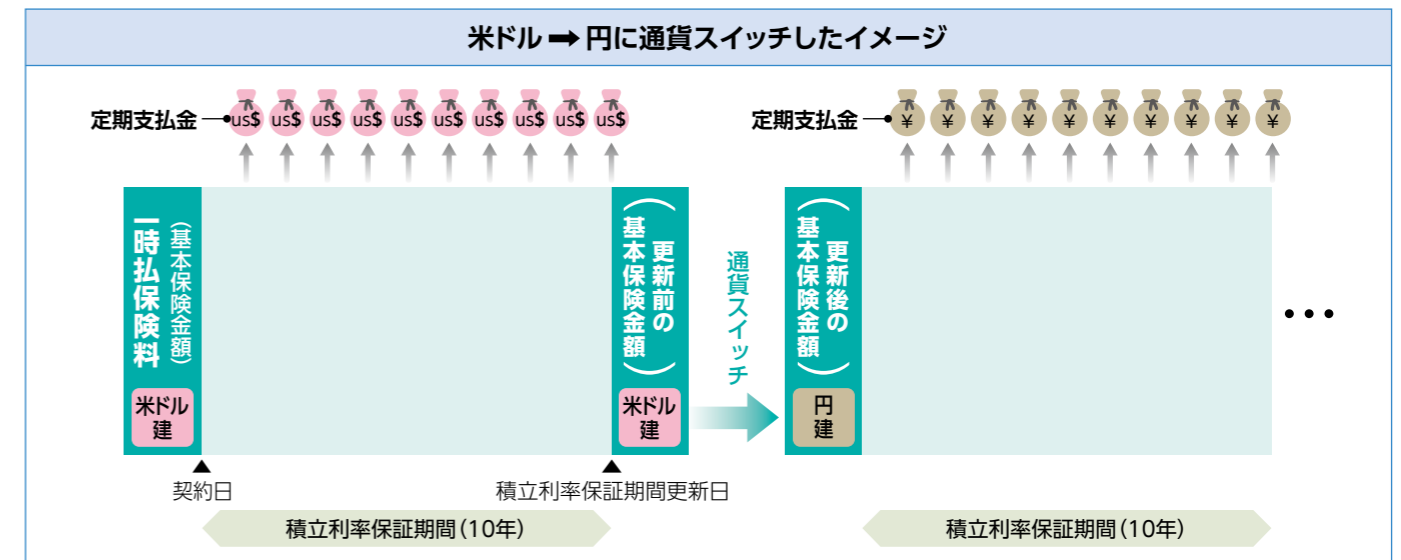 米ドル➡円に通貨スイッチしたイメージ
定期支払金
us$ us$ us$ us$ us$ us$ us$ us$ us$ us$
定期支払金
¥ ¥ ¥ ¥ ¥ ¥ ¥ ¥ ¥ ¥
一時払保険料
(基本保険金額)
米ドル
建
更新前の
基本保険金額
米ドル
建
通貨スイッチ
更新後の
基本保険金額
円
建
•••
契約日
積立利率保証期間更新日
積立利率保証期間(10年)
積立利率保証期間(10年)